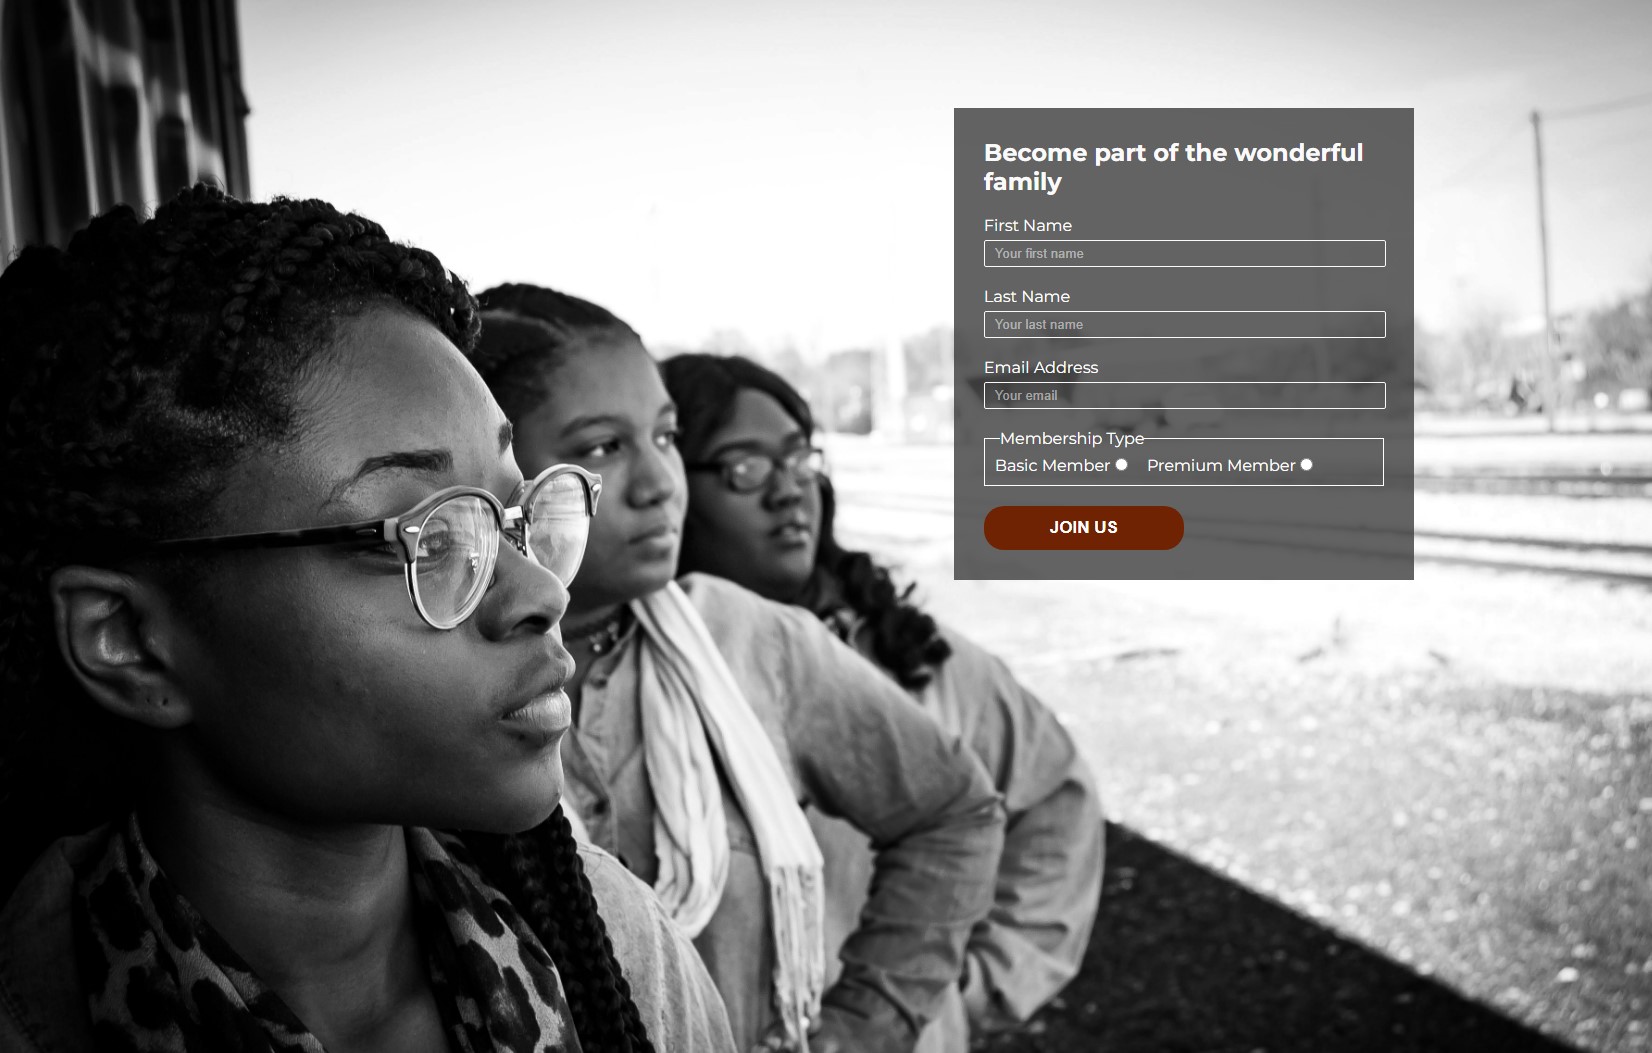 Become part of the wonderful
family
First Name
Your first name
Last Name
Your last name
Email Address
Your email
Membership Type
Basic Member Premium Member
JOIN US